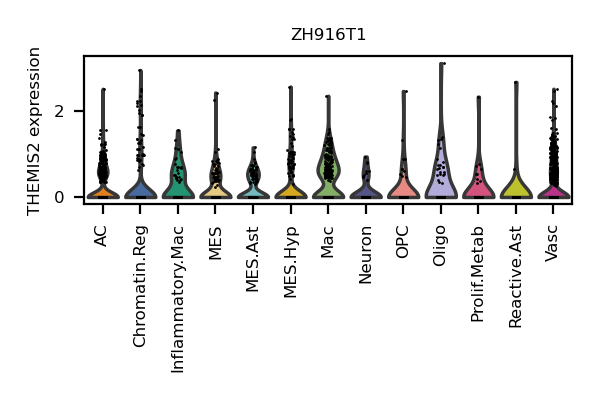 ZH916T1
THEMIS2 expression
2
0
AC
Chromatin.Reg
Inflammatory.Mac
MES
MES.Ast
MES.Hyp
Mac
Neuron
OPC
Oligo
Prolif.Metab
Reactive.Ast
Vasc